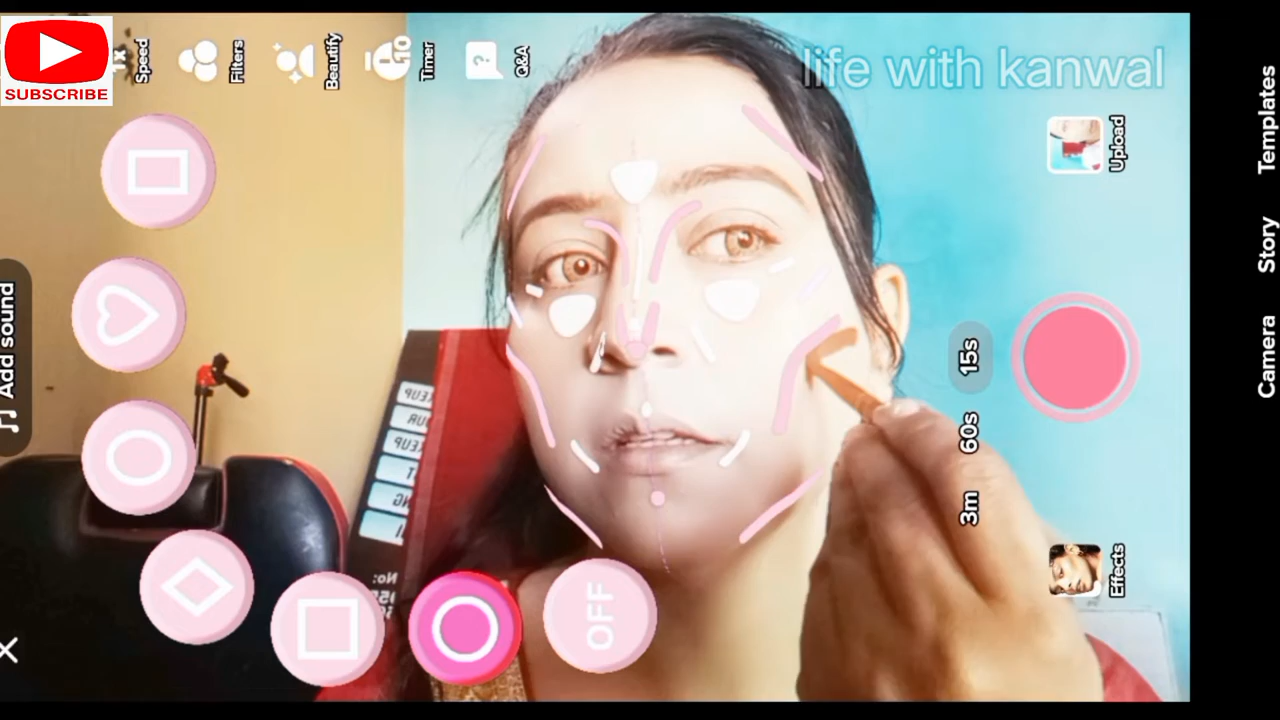 SUBSCRIBE
life with kanwal
1x
Speed
Filters
Beautify
10
Timer
?
Q&A
Add sound
Upload
15s
60s
3m
Effects
OFF
Templates
Story
Camera
No: